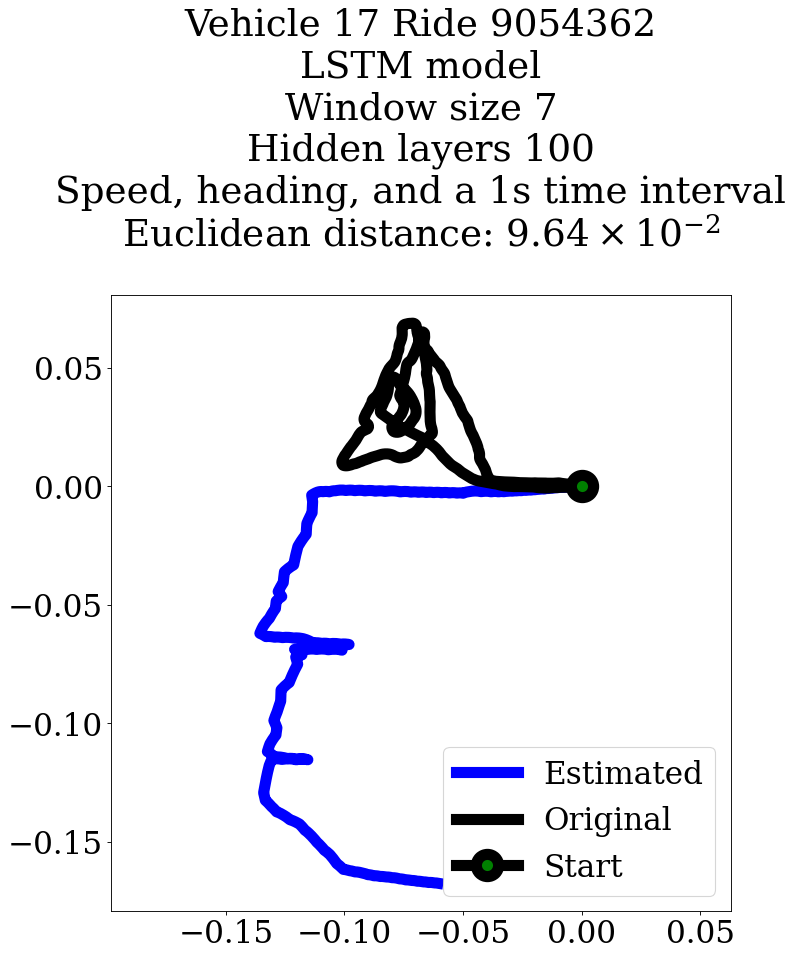 Vehicle 17 Ride 9054362
LSTM model
Window size 7
Hidden layers 100
Speed, heading, and a 1s time interval
Euclidean distance: 9.64 × 10⁻²
0.05
0.00
−0.05
−0.10
−0.15
Estimated
Original
Start
−0.15 −0.10 −0.05 0.00 0.05